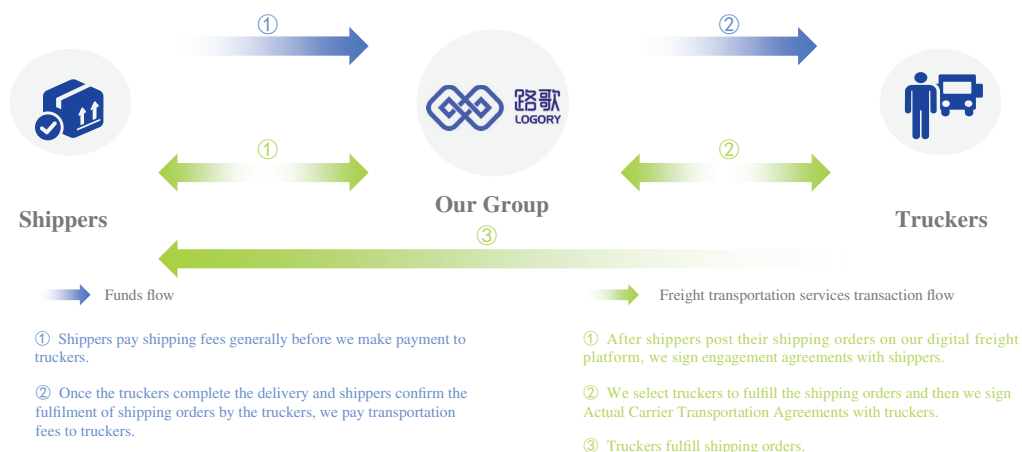 ① ②
路歌
LOGORY
① ②
Shippers
Our Group
Truckers
③
Funds flow
Freight transportation services transaction flow
① Shippers pay shipping fees generally before we make payment to
truckers.
② Once the truckers complete the delivery and shippers confirm the
fulfilment of shipping orders by the truckers, we pay transportation
fees to truckers.
① After shippers post their shipping orders on our digital freight
platform, we sign engagement agreements with shippers.
② We select truckers to fulfill the shipping orders and then we sign
Actual Carrier Transportation Agreements with truckers.
③ Truckers fulfill shipping orders.